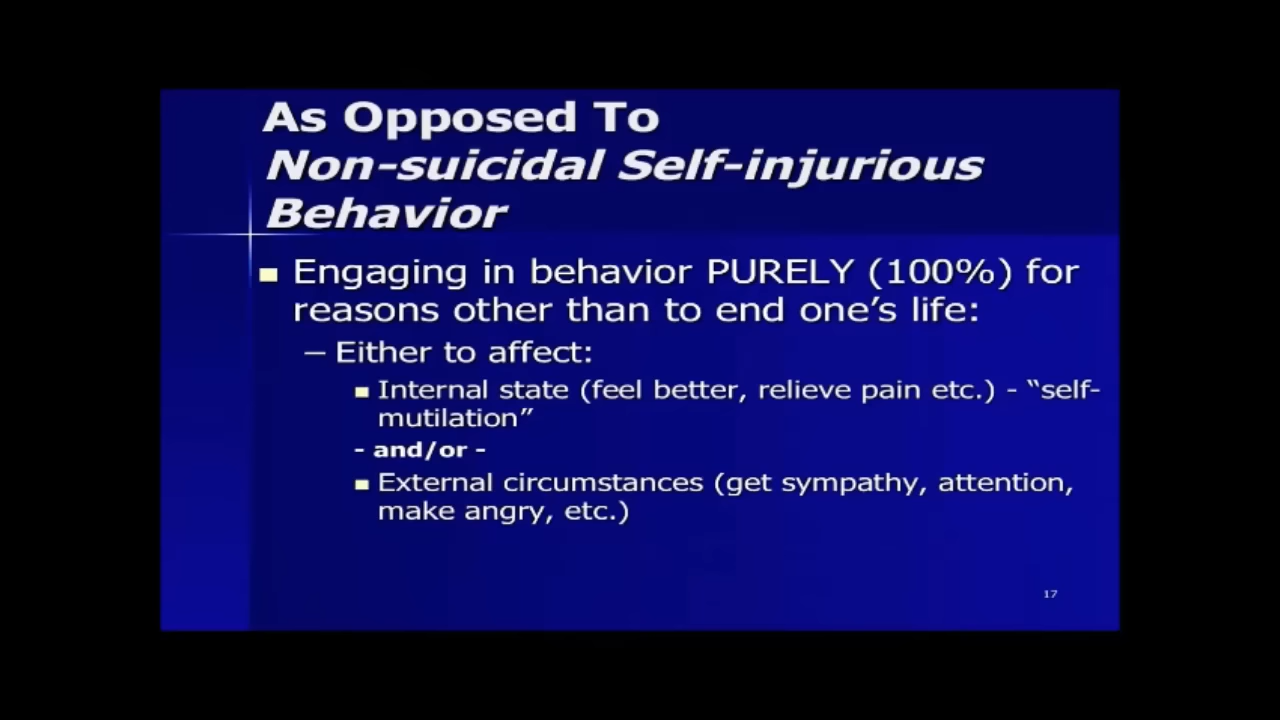 As Opposed To
Non-suicidal Self-injurious
Behavior
Engaging in behavior PURELY (100%) for
reasons other than to end one’s life:
– Either to affect:
Internal state (feel better, relieve pain etc.) - “self-
mutilation”
- and/or -
External circumstances (get sympathy, attention,
make angry, etc.)
17